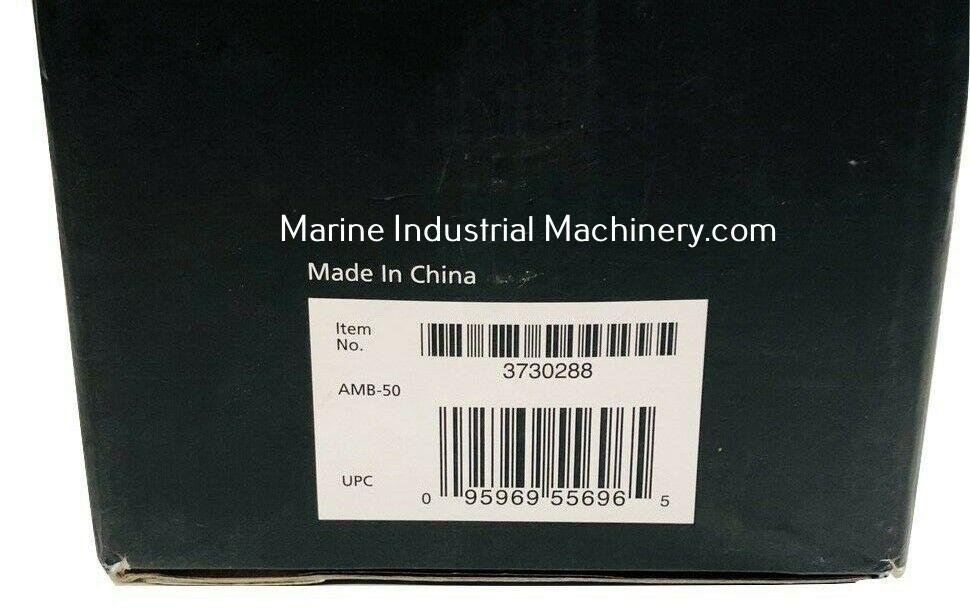 Marine Industrial Machinery.com
Made In China
Item
No.
3730288
AMB-50
UPC
0 95969 55696 5